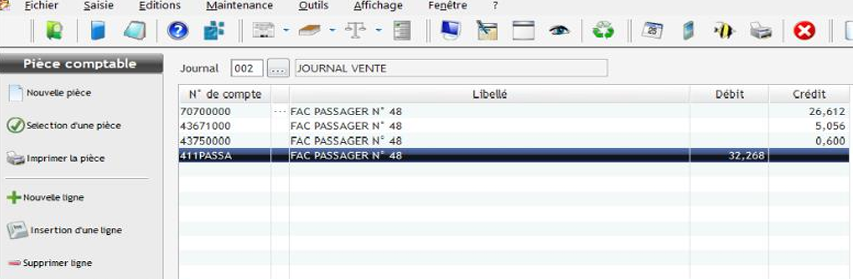 Fichier Saisie Editions Maintenance Outils Affichage Fenêtre ?
Pièce comptable
Nouvelle pièce
Selection d'une pièce
Imprimer la pièce
Nouvelle ligne
Insertion d'une ligne
Supprimer ligne
Journal 002 ... JOURNAL VENTE
N° de compte Libellé Débit Crédit
70700000 ... FAC PASSAGER N° 48 26,612
43671000 FAC PASSAGER N° 48 5,056
43750000 FAC PASSAGER N° 48 0,600
411PASSA FAC PASSAGER N° 48 32,268